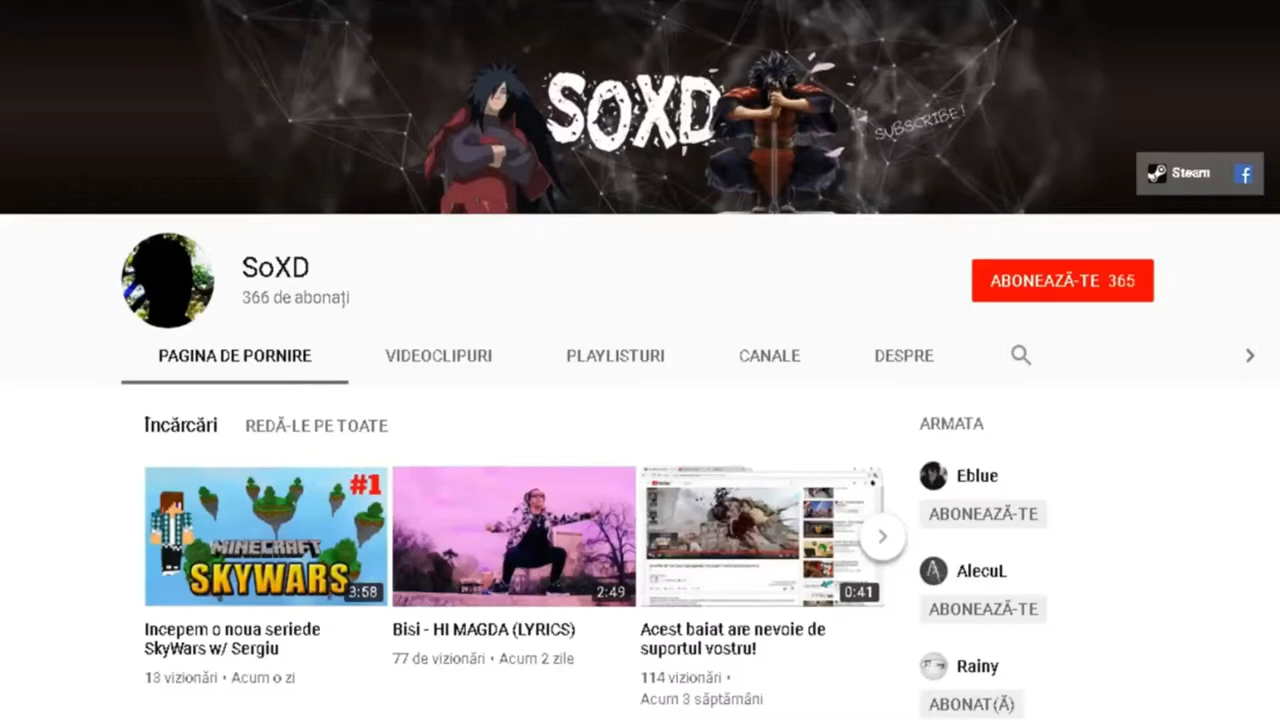 SOXD
SUBSCRIBE!
Steam
SoXD
366 de abonați
ABONEAZĂ-TE 365
PAGINA DE PORNIRE
VIDEOCLIPURI
PLAYLISTURI
CANALE
DESPRE
Încărcări
REDĂ-LE PE TOATE
#1
MINECRAFT
SKYWARS
3:58
2:49
0:41
Incepem o noua seriede
SkyWars w/ Sergiu
13 vizionări • Acum o zi
Bisi - HI MAGDA (LYRICS)
77 de vizionări • Acum 2 zile
Acest baiat are nevoie de
suportul vostru!
114 vizionări •
Acum 3 săptămâni
ARMATA
Eblue
ABONEAZĂ-TE
AlecuL
ABONEAZĂ-TE
Rainy
ABONAT(Ă)